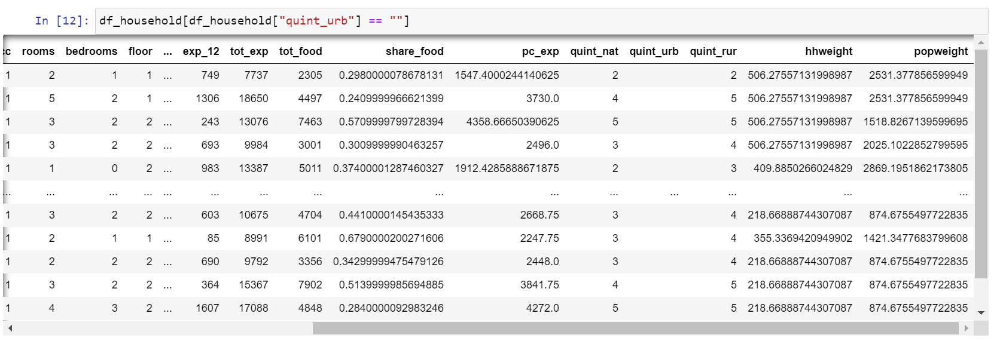 In [12]: df_household[df_household["quint_urb"] == ""]
rooms bedrooms floor ... exp_12 tot_exp tot_food share_food pc_exp quint_nat quint_urb quint_rur hhweight popweight
1 2 1 1 ... 749 7737 2305 0.2980000078678131 1547.4000244140625 2 2 506.27557131998987 2531.377856599949
1 5 2 1 ... 1306 18650 4497 0.2409999966621399 3730.0 4 5 506.27557131998987 2531.377856599949
1 3 2 2 ... 243 13076 7463 0.5709999799728394 4358.66650390625 5 5 506.27557131998987 1518.8267139599695
1 3 2 2 ... 693 9984 3001 0.3009999990463257 2496.0 3 4 506.27557131998987 2025.1022852799595
1 1 0 2 ... 983 13387 5011 0.37400001287460327 1912.4285888671875 2 3 409.8850266024829 2869.1951862173805
... ... ... ... ... ... ... ... ... ... ... ... ... ... ...
1 3 2 2 ... 603 10675 4704 0.4410000145435333 2668.75 3 4 218.66888744307087 874.6755497722835
1 2 1 1 ... 85 8991 6101 0.6790000200271606 2247.75 3 4 355.3369420949902 1421.3477683799608
1 2 2 2 ... 690 9792 3356 0.34299999475479126 2448.0 3 4 218.66888744307087 874.6755497722835
1 3 2 2 ... 364 15367 7902 0.5139999985694885 3841.75 4 5 218.66888744307087 874.6755497722835
1 4 3 2 ... 1607 17088 4848 0.2840000092983246 4272.0 5 5 218.66888744307087 874.6755497722835